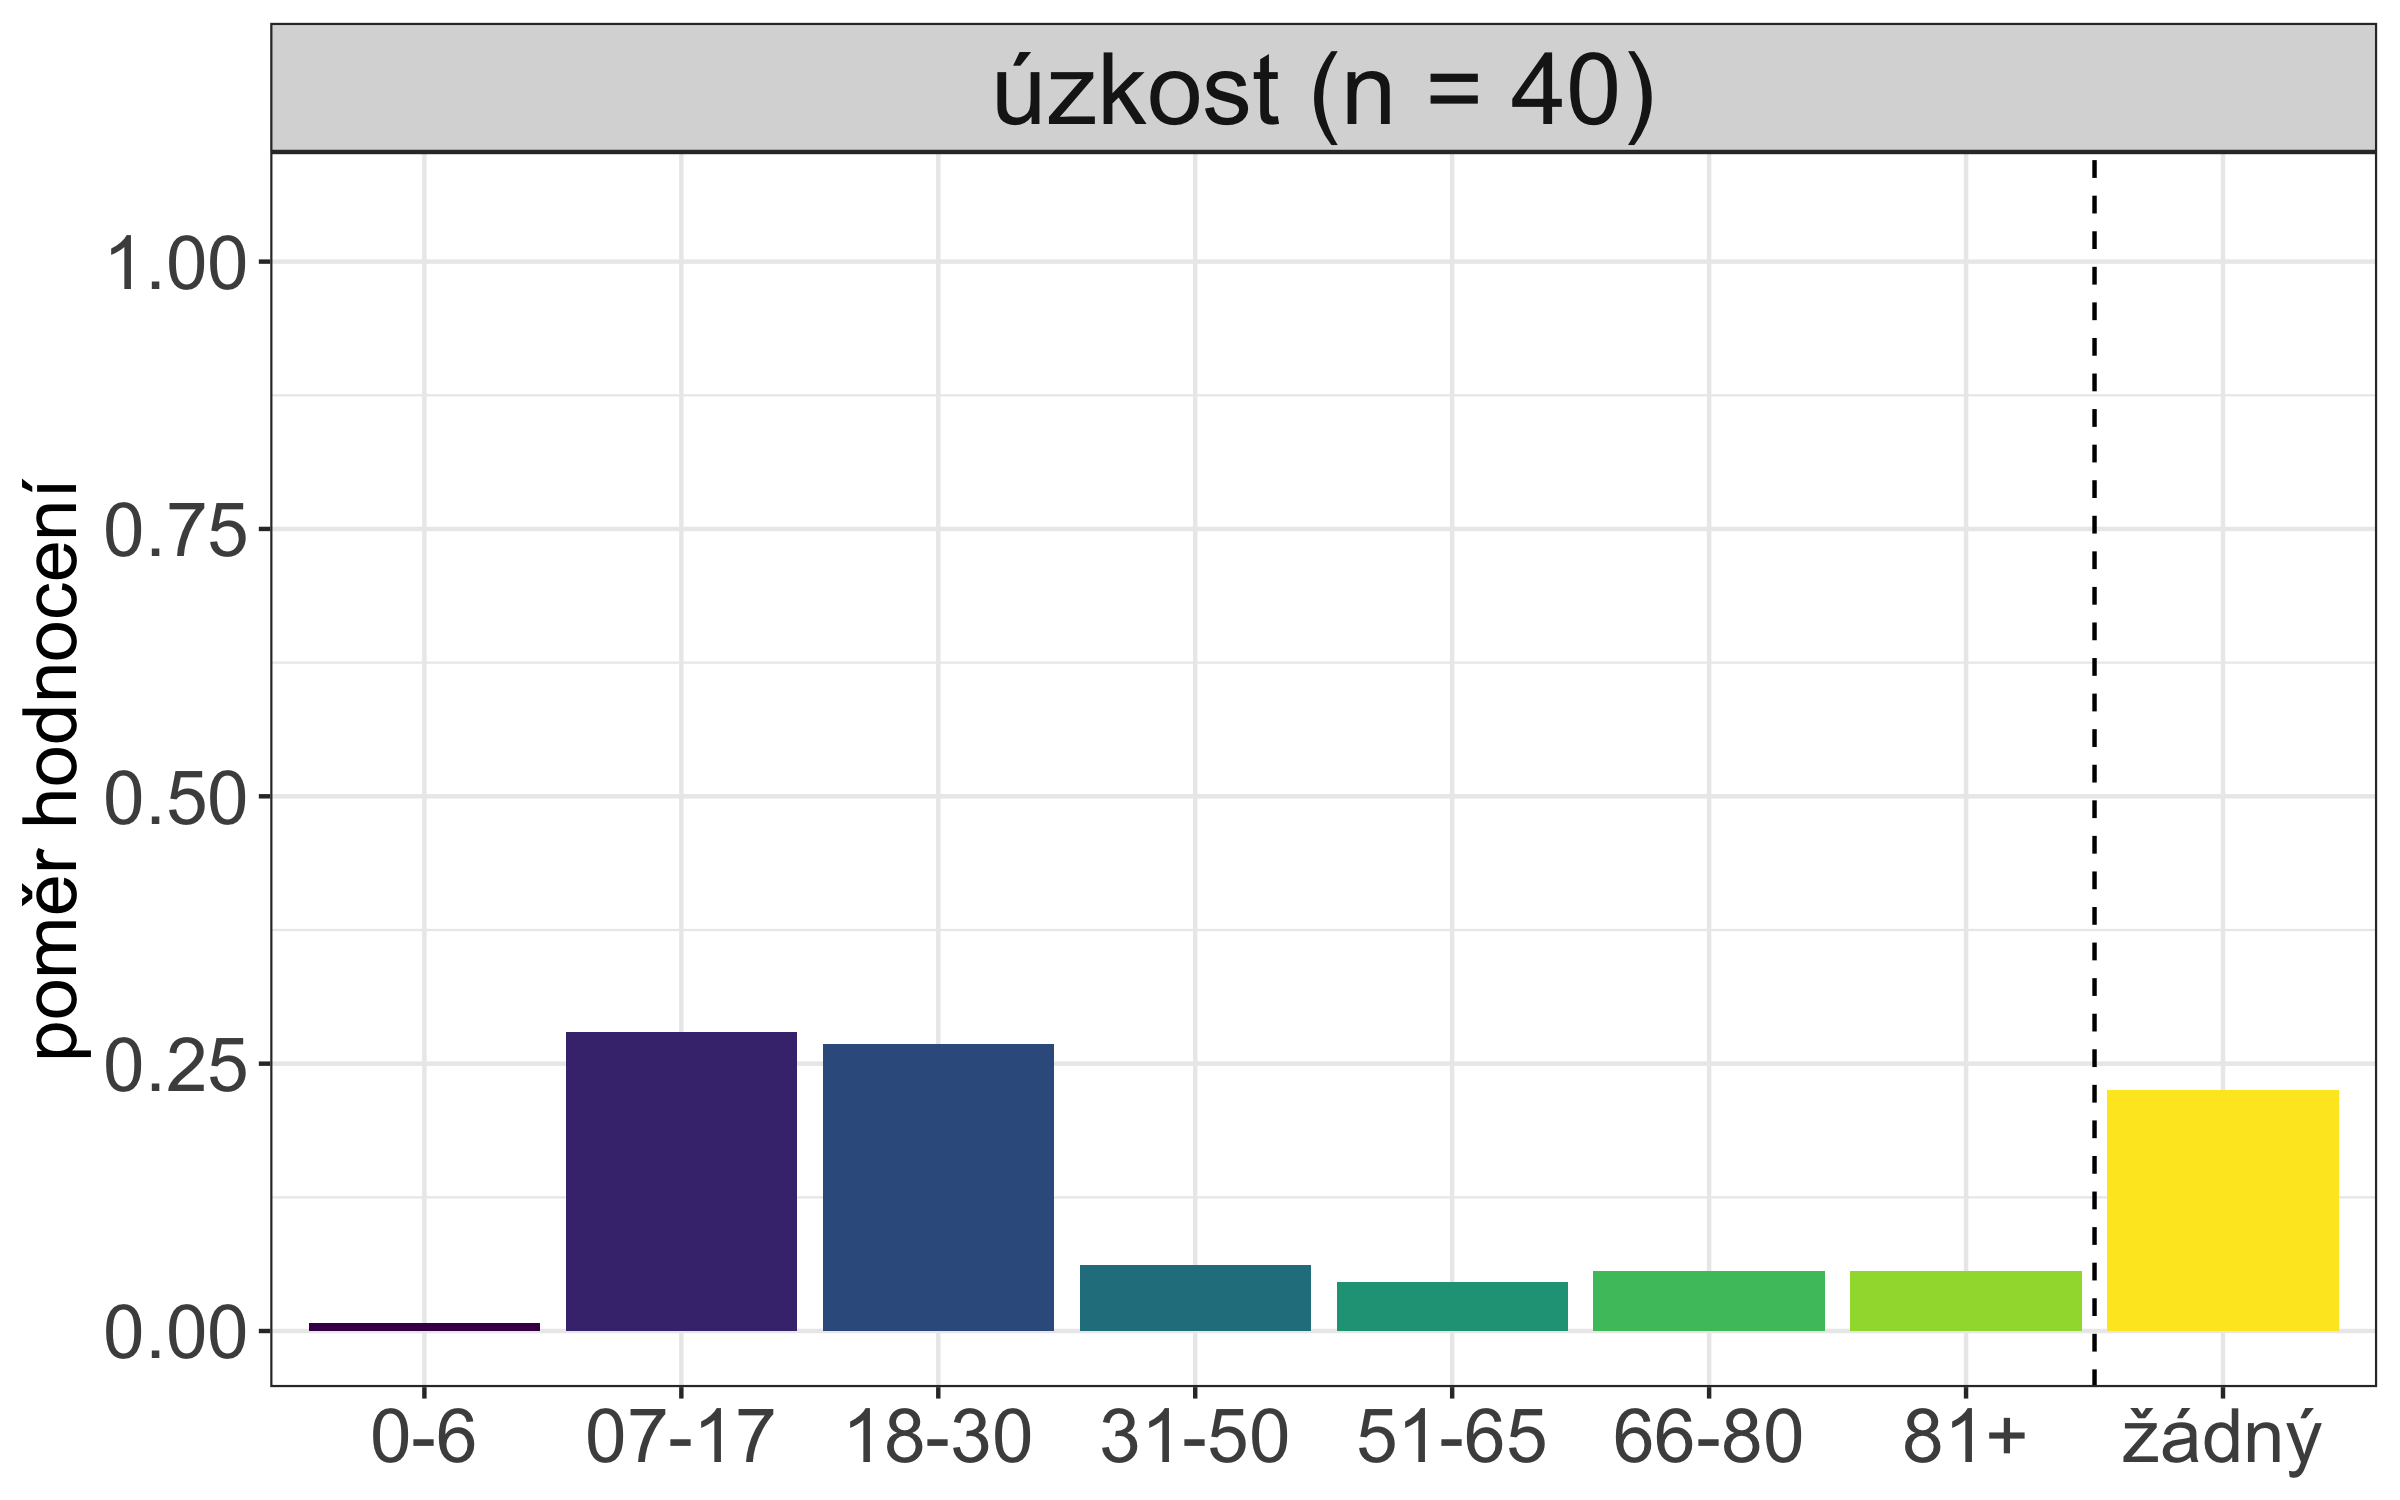 úzkost (n = 40)
poměr hodnocení
1.00
0.75
0.50
0.25
0.00
0-6 07-17 18-30 31-50 51-65 66-80 81+ žádný